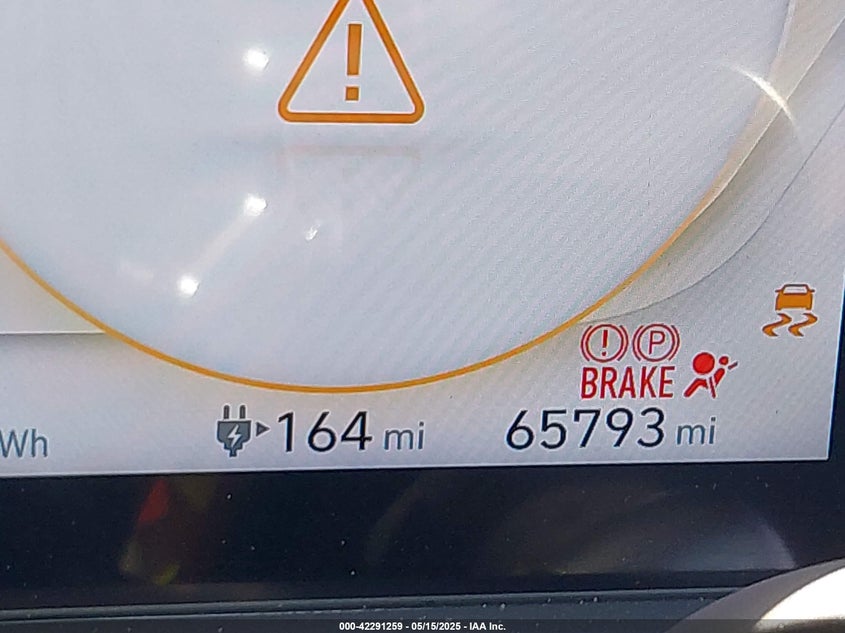 !
! P
BRAKE
Wh 164 mi 65793 mi
000-42291259 - 05/15/2025 - IAA Inc.